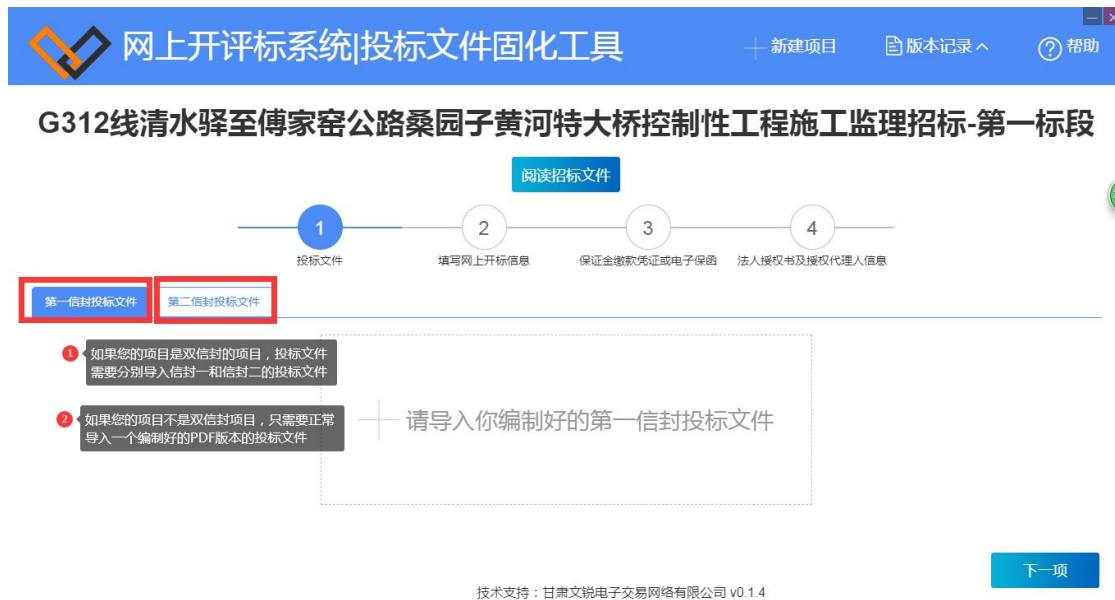 网上开评标系统|投标文件固化工具
新建项目
版本记录
帮助
G312线清水驿至傅家窑公路桑园子黄河特大桥控制性工程施工监理招标-第一标段
阅读招标文件
1
2
3
4
投标文件
填写网上开标信息
保证金缴款凭证或电子保函
法人授权书及授权代理人信息
第一信封投标文件
第二信封投标文件
1
如果您的项目是双信封的项目，投标文件
需要分别导入信封一和信封二的投标文件
2
如果您的项目不是双信封项目，只需要正常
导入一个编制好的PDF版本的投标文件
请导入你编制好的第一信封投标文件
下一项
技术支持：甘肃文锐电子交易网络有限公司 v0.1.4